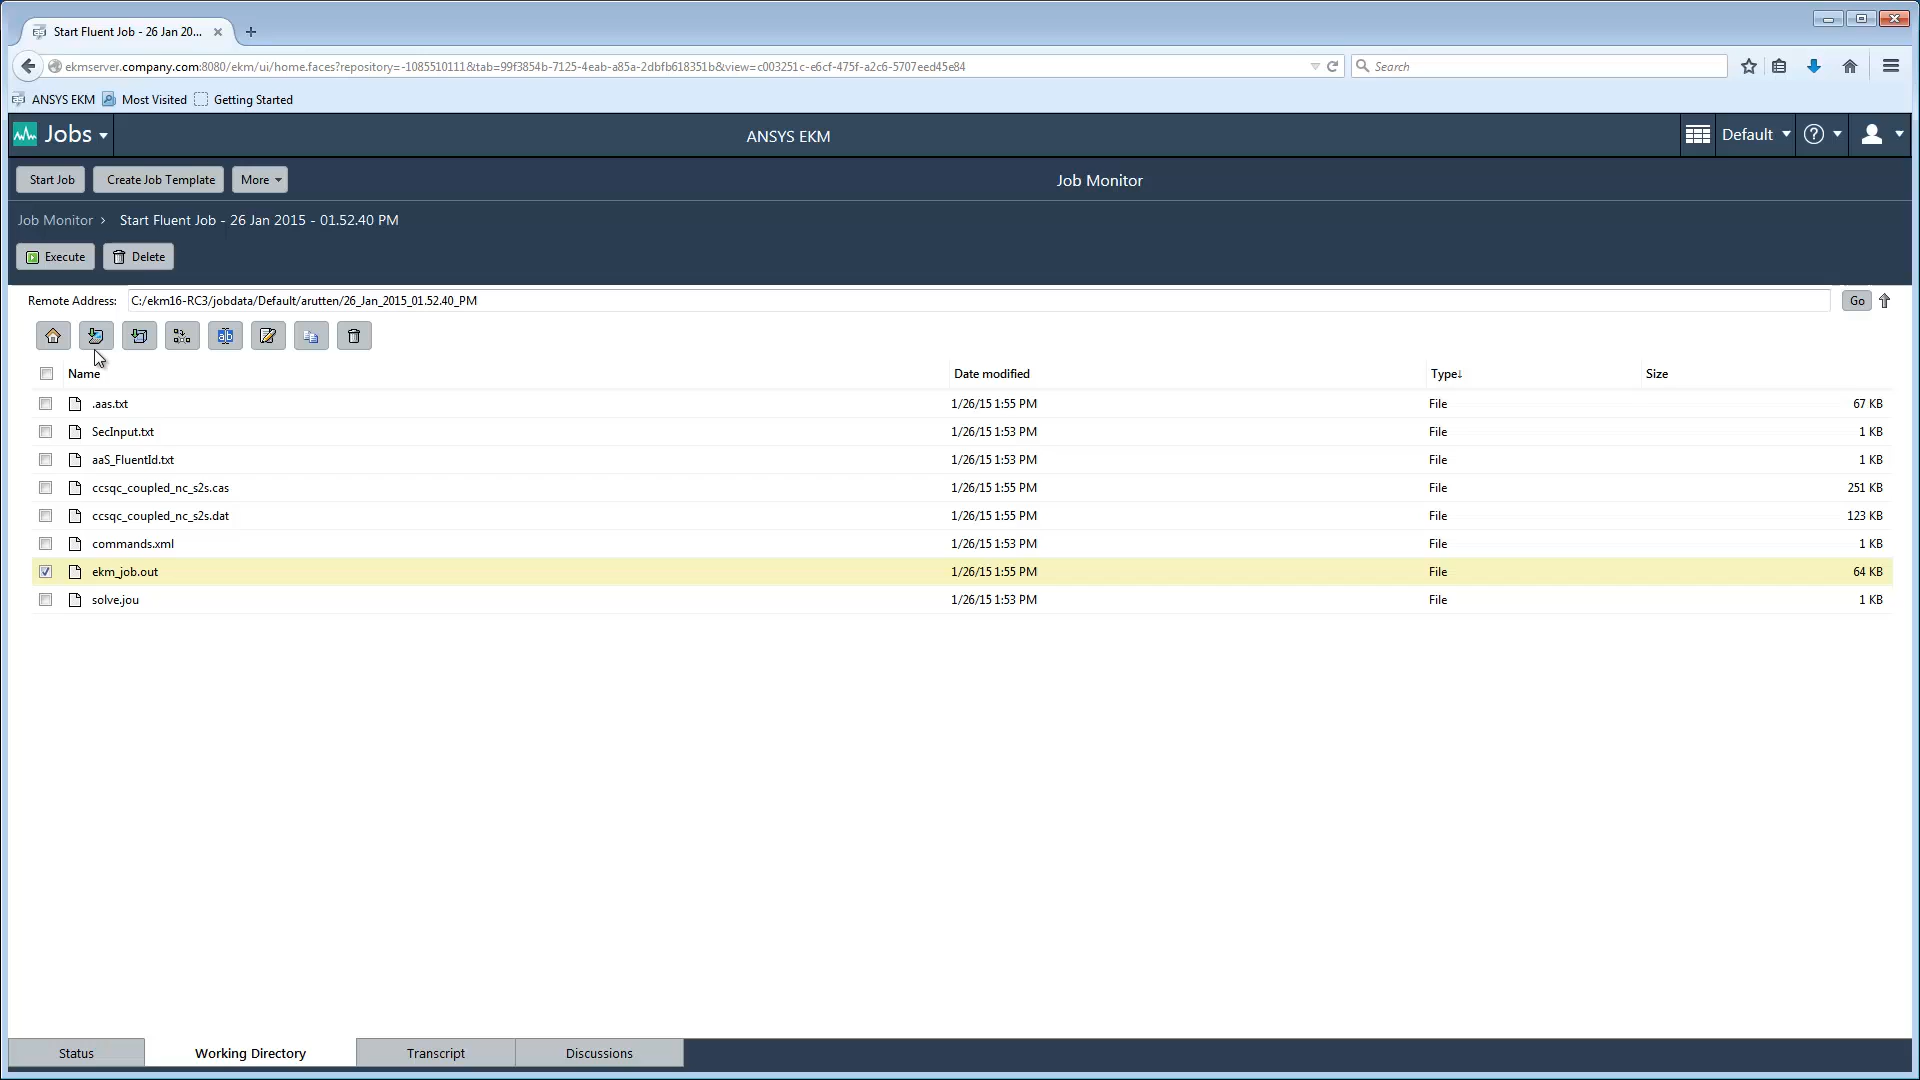 Start Fluent Job - 26 Jan 20...
ekmserver.company.com:8080/ekm/ui/home.faces?repository=-1085510111&tab=99f3854b-7125-4eab-a85a-2dbfb618351b&view=c003251c-e6cf-475f-a2c6-5707eed45e84
Search
ANSYS EKM Most Visited Getting Started
Jobs ANSYS EKM Default
Start Job Create Job Template More Job Monitor
Job Monitor > Start Fluent Job - 26 Jan 2015 - 01.52.40 PM
Execute Delete
Remote Address: C:/ekm16-RC3/jobdata/Default/arutten/26_Jan_2015_01.52.40_PM Go
Name Date modified Type↓ Size
.aas.txt 1/26/15 1:55 PM File 67 KB
SecInput.txt 1/26/15 1:53 PM File 1 KB
aaS_FluentId.txt 1/26/15 1:53 PM File 1 KB
ccsqc_coupled_nc_s2s.cas 1/26/15 1:55 PM File 251 KB
ccsqc_coupled_nc_s2s.dat 1/26/15 1:55 PM File 123 KB
commands.xml 1/26/15 1:53 PM File 1 KB
ekm_job.out 1/26/15 1:55 PM File 64 KB
solve.jou 1/26/15 1:53 PM File 1 KB
Status Working Directory Transcript Discussions